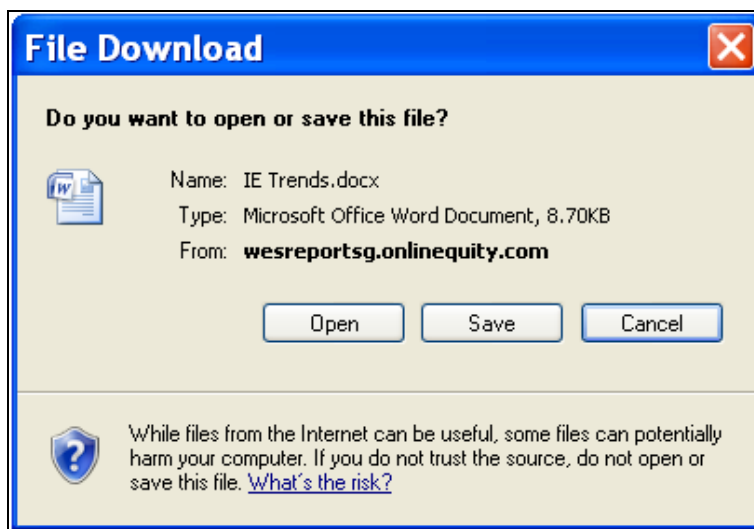 File Download
Do you want to open or save this file?
Name: IE Trends.docx
Type: Microsoft Office Word Document, 8.70KB
From: wesreportsg.onlinequity.com
Open Save Cancel
While files from the Internet can be useful, some files can potentially
harm your computer. If you do not trust the source, do not open or
save this file. What's the risk?